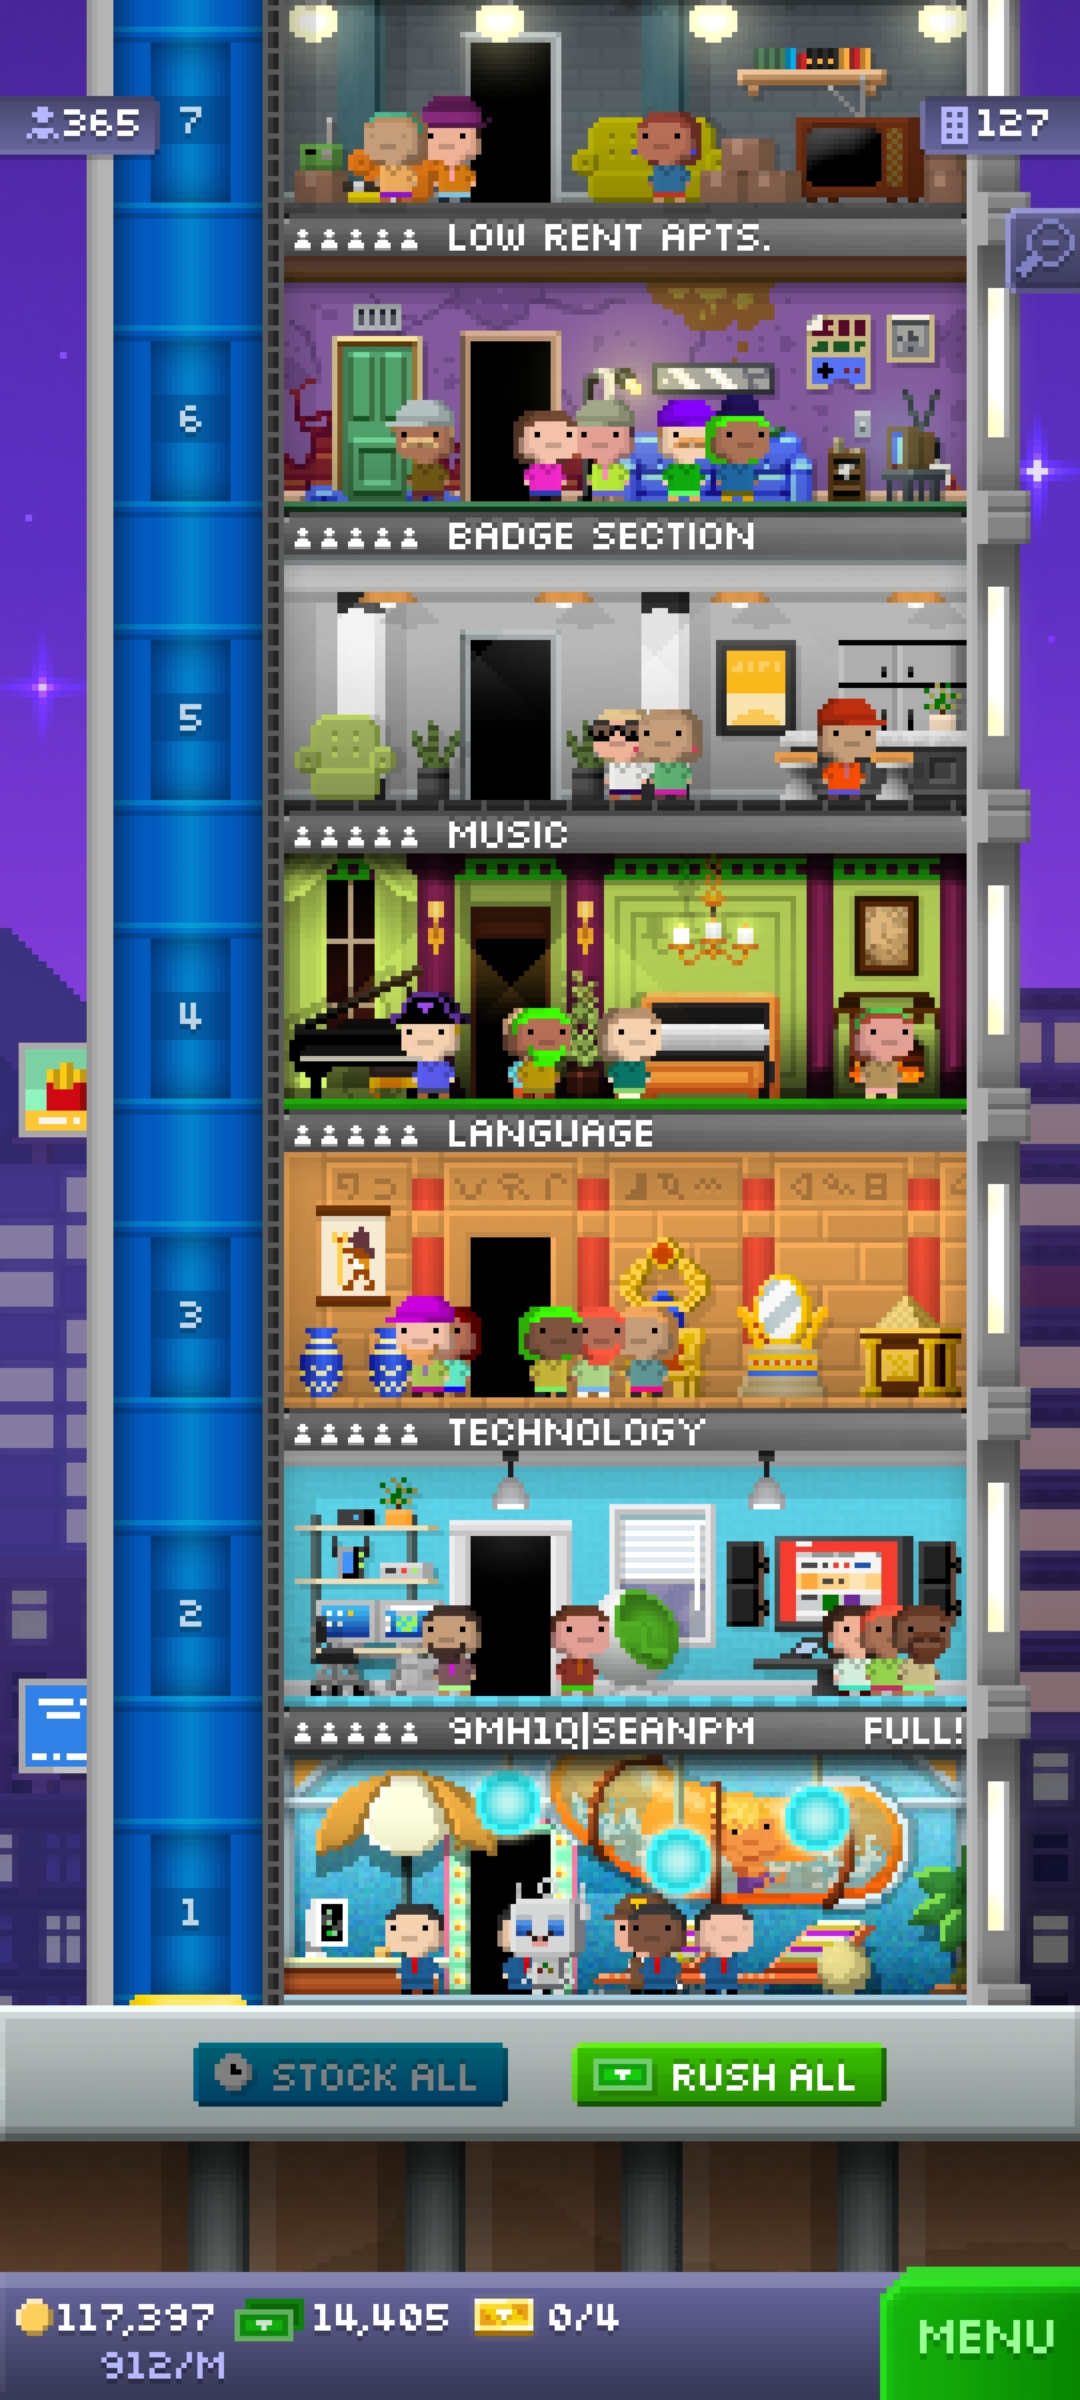 365
7
127
LOW RENT APTS.
6
BADGE SECTION
5
MUSIC
4
LANGUAGE
3
TECHNOLOGY
2
9MH1Q|SEANPM FULL!
1
STOCK ALL
RUSH ALL
117,397
14,405
0/4
912/M
MENU